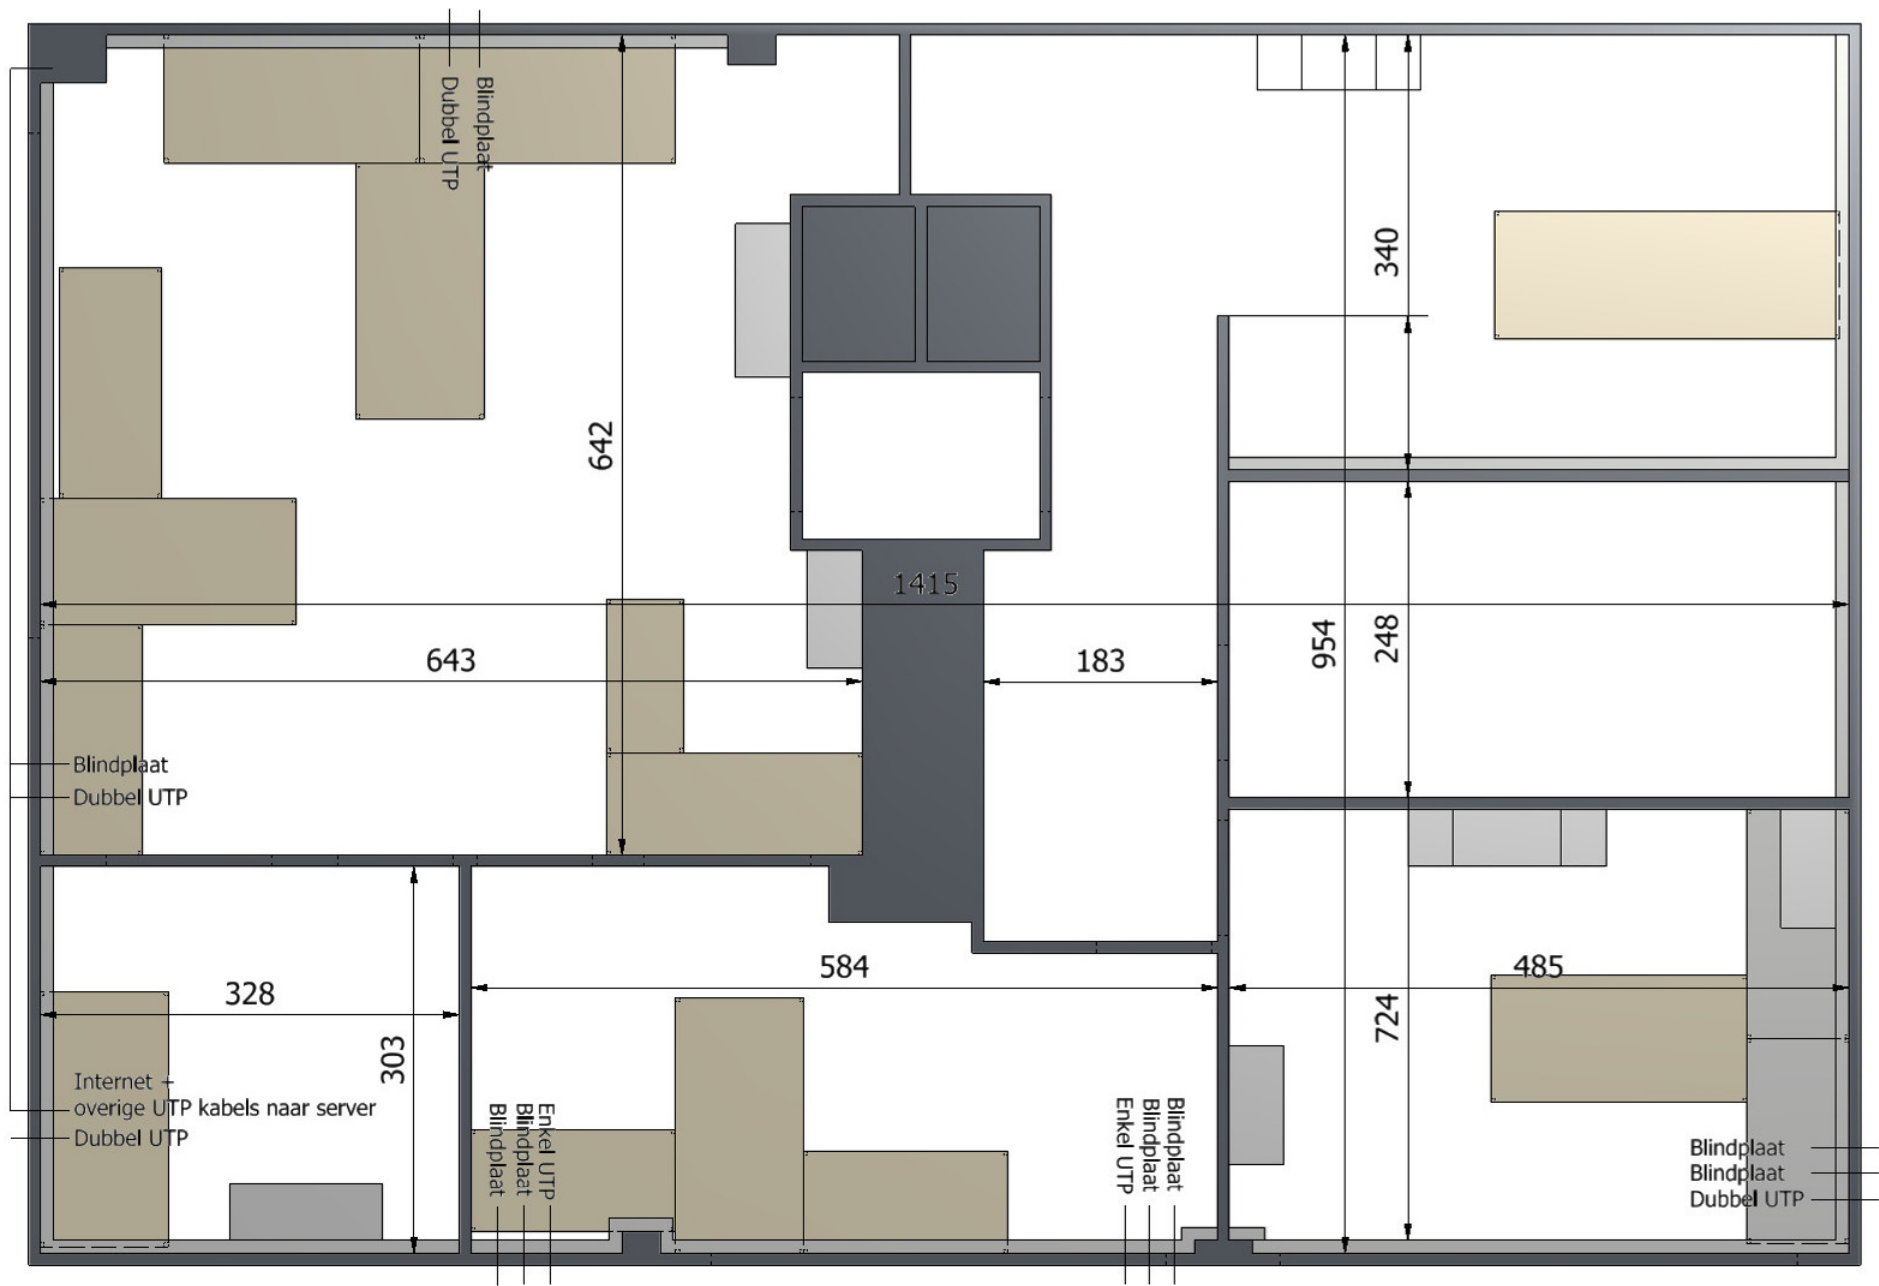 Blindplaat
Dubbel UTP
340
642
1415
954
248
643
183
Blindplaat
Dubbel UTP
584
485
328
303
724
Internet +
overige UTP kabels naar server
Dubbel UTP
Enkel UTP
Blindplaat
Blindplaat
Blindplaat
Blindplaat
Enkel UTP
Blindplaat
Blindplaat
Dubbel UTP